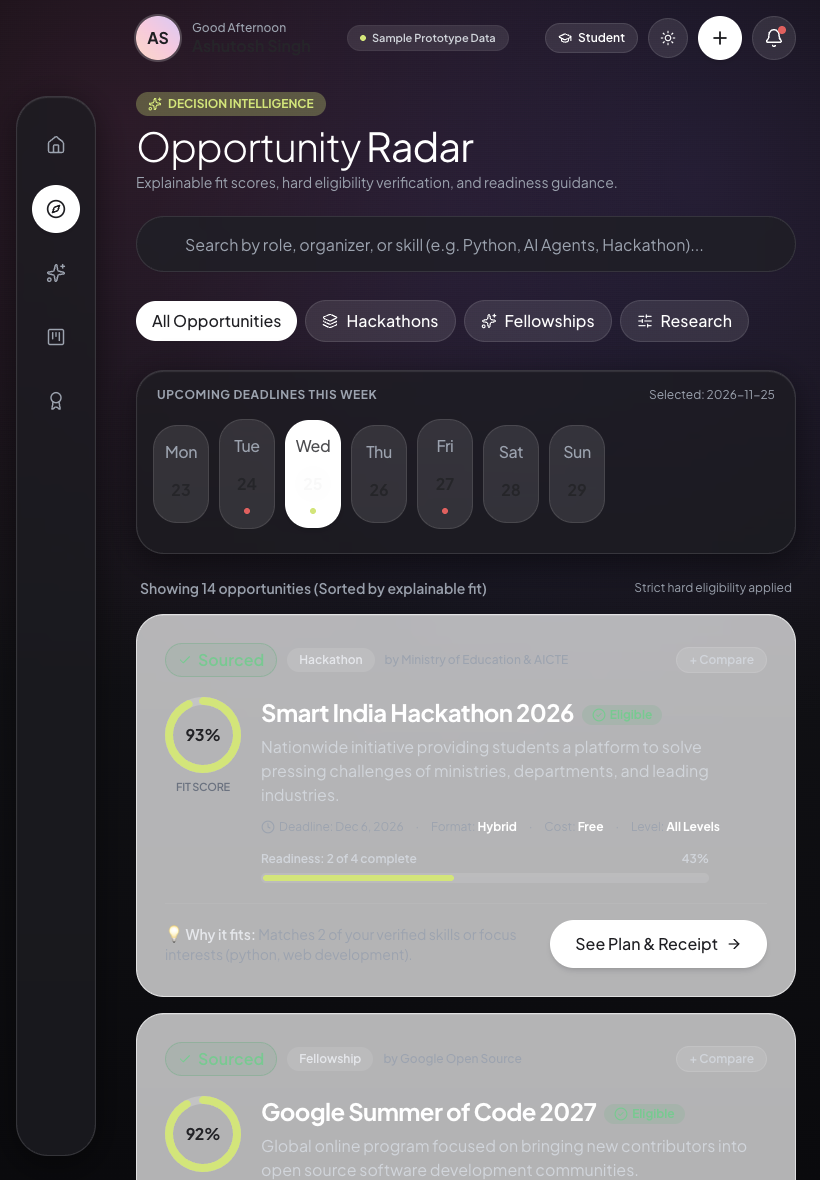 AS
Good Afternoon
Ashutosh Singh
Sample Prototype Data
Student
DECISION INTELLIGENCE
Opportunity Radar
Explainable fit scores, hard eligibility verification, and readiness guidance.
Search by role, organizer, or skill (e.g. Python, AI Agents, Hackathon)...
All Opportunities
Hackathons
Fellowships
Research
UPCOMING DEADLINES THIS WEEK
Selected: 2026-11-25
Mon Tue Wed Thu Fri Sat Sun
23 24 25 26 27 28 29
Showing 14 opportunities (Sorted by explainable fit)
Strict hard eligibility applied
✓ Sourced
Hackathon
by Ministry of Education & AICTE
+ Compare
93%
FIT SCORE
Smart India Hackathon 2026
Eligible
Nationwide initiative providing students a platform to solve
pressing challenges of ministries, departments, and leading
industries.
Deadline: Dec 6, 2026 · Format: Hybrid · Cost: Free · Level: All Levels
Readiness: 2 of 4 complete
43%
💡 Why it fits: Matches 2 of your verified skills or focus
interests (python, web development).
See Plan & Receipt →
✓ Sourced
Fellowship
by Google Open Source
+ Compare
92%
Google Summer of Code 2027
Eligible
Global online program focused on bringing new contributors into
open source software development communities.